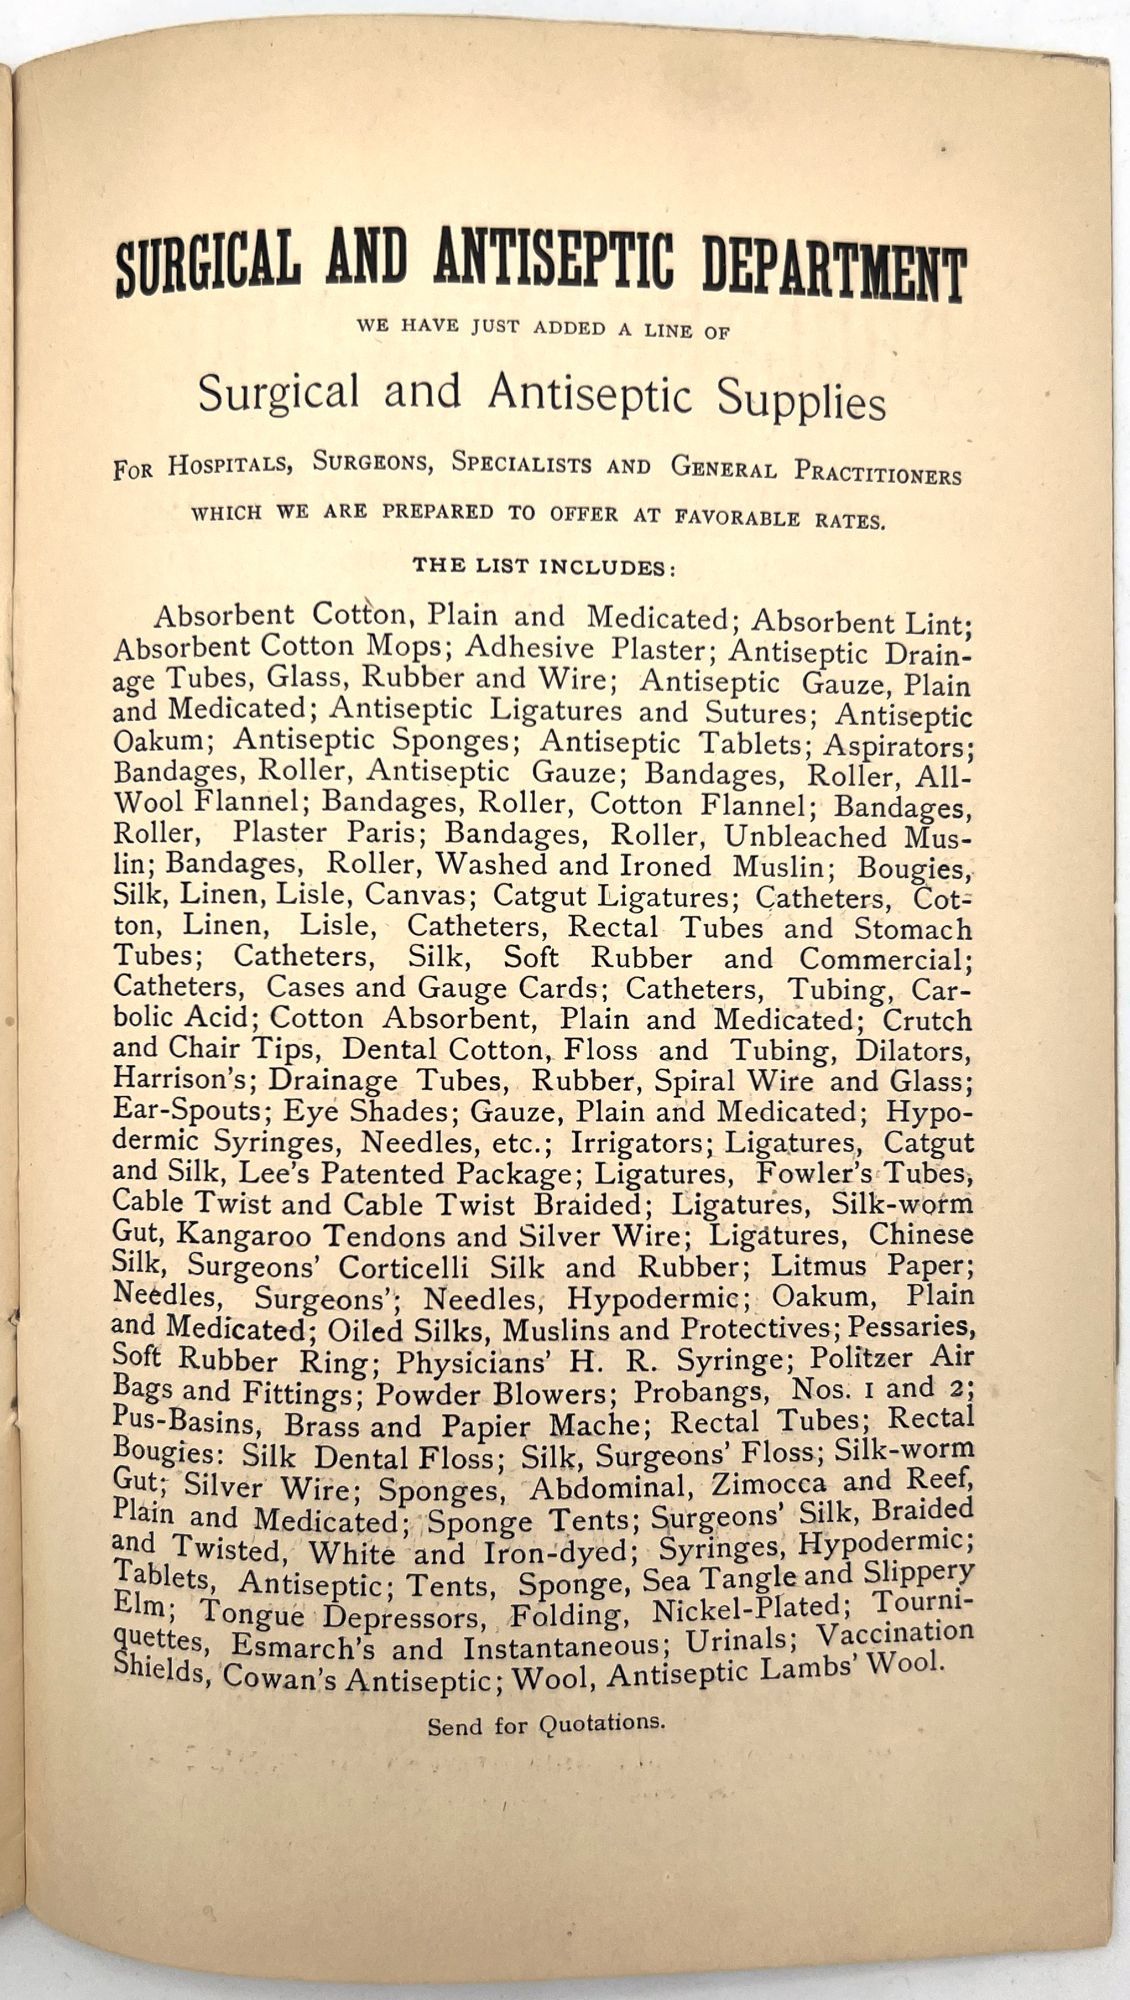 SURGICAL AND ANTISEPTIC DEPARTMENT
WE HAVE JUST ADDED A LINE OF
Surgical and Antiseptic Supplies
FOR HOSPITALS, SURGEONS, SPECIALISTS AND GENERAL PRACTITIONERS
WHICH WE ARE PREPARED TO OFFER AT FAVORABLE RATES.
THE LIST INCLUDES:
Absorbent Cotton, Plain and Medicated; Absorbent Lint;
Absorbent Cotton Mops; Adhesive Plaster; Antiseptic Drain-
age Tubes, Glass, Rubber and Wire; Antiseptic Gauze, Plain
and Medicated; Antiseptic Ligatures and Sutures; Antiseptic
Oakum; Antiseptic Sponges; Antiseptic Tablets; Aspirators;
Bandages, Roller, Antiseptic Gauze; Bandages, Roller, All-
Wool Flannel; Bandages, Roller, Cotton Flannel; Bandages,
Roller, Plaster Paris; Bandages, Roller, Unbleached Mus-
lin; Bandages, Roller, Washed and Ironed Muslin; Bougies,
Silk, Linen, Lisle, Canvas; Catgut Ligatures; Catheters, Cot-
ton, Linen, Lisle, Catheters, Rectal Tubes and Stomach
Tubes; Catheters, Silk, Soft Rubber and Commercial;
Catheters, Cases and Gauge Cards; Catheters, Tubing, Car-
bolic Acid; Cotton Absorbent, Plain and Medicated; Crutch
and Chair Tips, Dental Cotton, Floss and Tubing, Dilators,
Harrison's; Drainage Tubes, Rubber, Spiral Wire and Glass;
Ear-Spouts; Eye Shades; Gauze, Plain and Medicated; Hypo-
dermic Syringes, Needles, etc.; Irrigators; Ligatures, Catgut
and Silk, Lee's Patented Package; Ligatures, Fowler's Tubes,
Cable Twist and Cable Twist Braided; Ligatures, Silk-worm
Gut, Kangaroo Tendons and Silver Wire; Ligatures, Chinese
Silk, Surgeons' Corticelli Silk and Rubber; Litmus Paper;
Needles, Surgeons'; Needles, Hypodermic; Oakum, Plain
and Medicated; Oiled Silks, Muslins and Protectives; Pessaries,
Soft Rubber Ring; Physicians' H. R. Syringe; Politzer Air
Bags and Fittings; Powder Blowers; Probangs, Nos. 1 and 2;
Pus-Basins, Brass and Papier Mache; Rectal Tubes; Rectal
Bougies: Silk Dental Floss; Silk, Surgeons' Floss; Silk-worm
Gut; Silver Wire; Sponges, Abdominal, Zimocca and Reef,
Plain and Medicated; Sponge Tents; Surgeons' Silk, Braided
and Twisted, White and Iron-dyed; Syringes, Hypodermic;
Tablets, Antiseptic; Tents, Sponge, Sea Tangle and Slippery
Elm; Tongue Depressors, Folding, Nickel-Plated; Tourni-
quettes, Esmarch's and Instantaneous; Urinals; Vaccination
Shields, Cowan's Antiseptic; Wool, Antiseptic Lambs' Wool.
Send for Quotations.